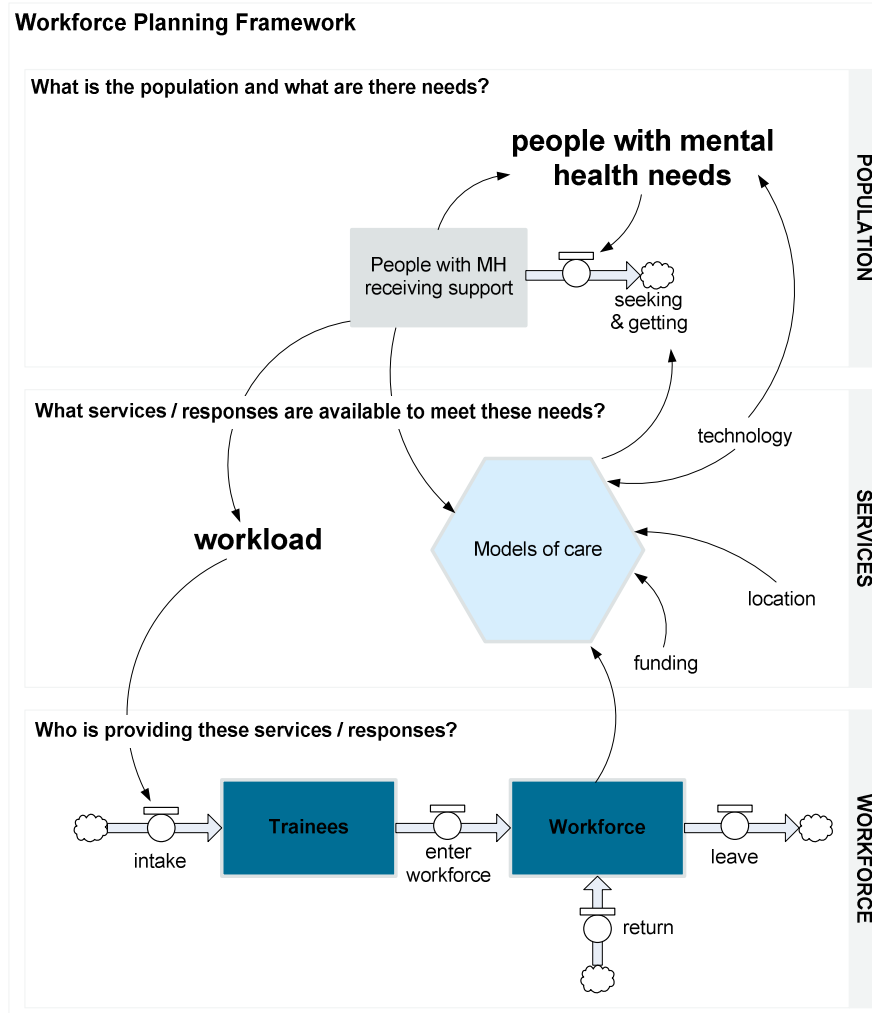 Workforce Planning Framework
What is the population and what are there needs?
people with mental
health needs
POPULATION
People with MH
receiving support
seeking
& getting
What services / responses are available to meet these needs?
technology
SERVICES
workload
Models of care
location
funding
Who is providing these services / responses?
WORKFORCE
Trainees
Workforce
intake
enter
workforce
leave
return